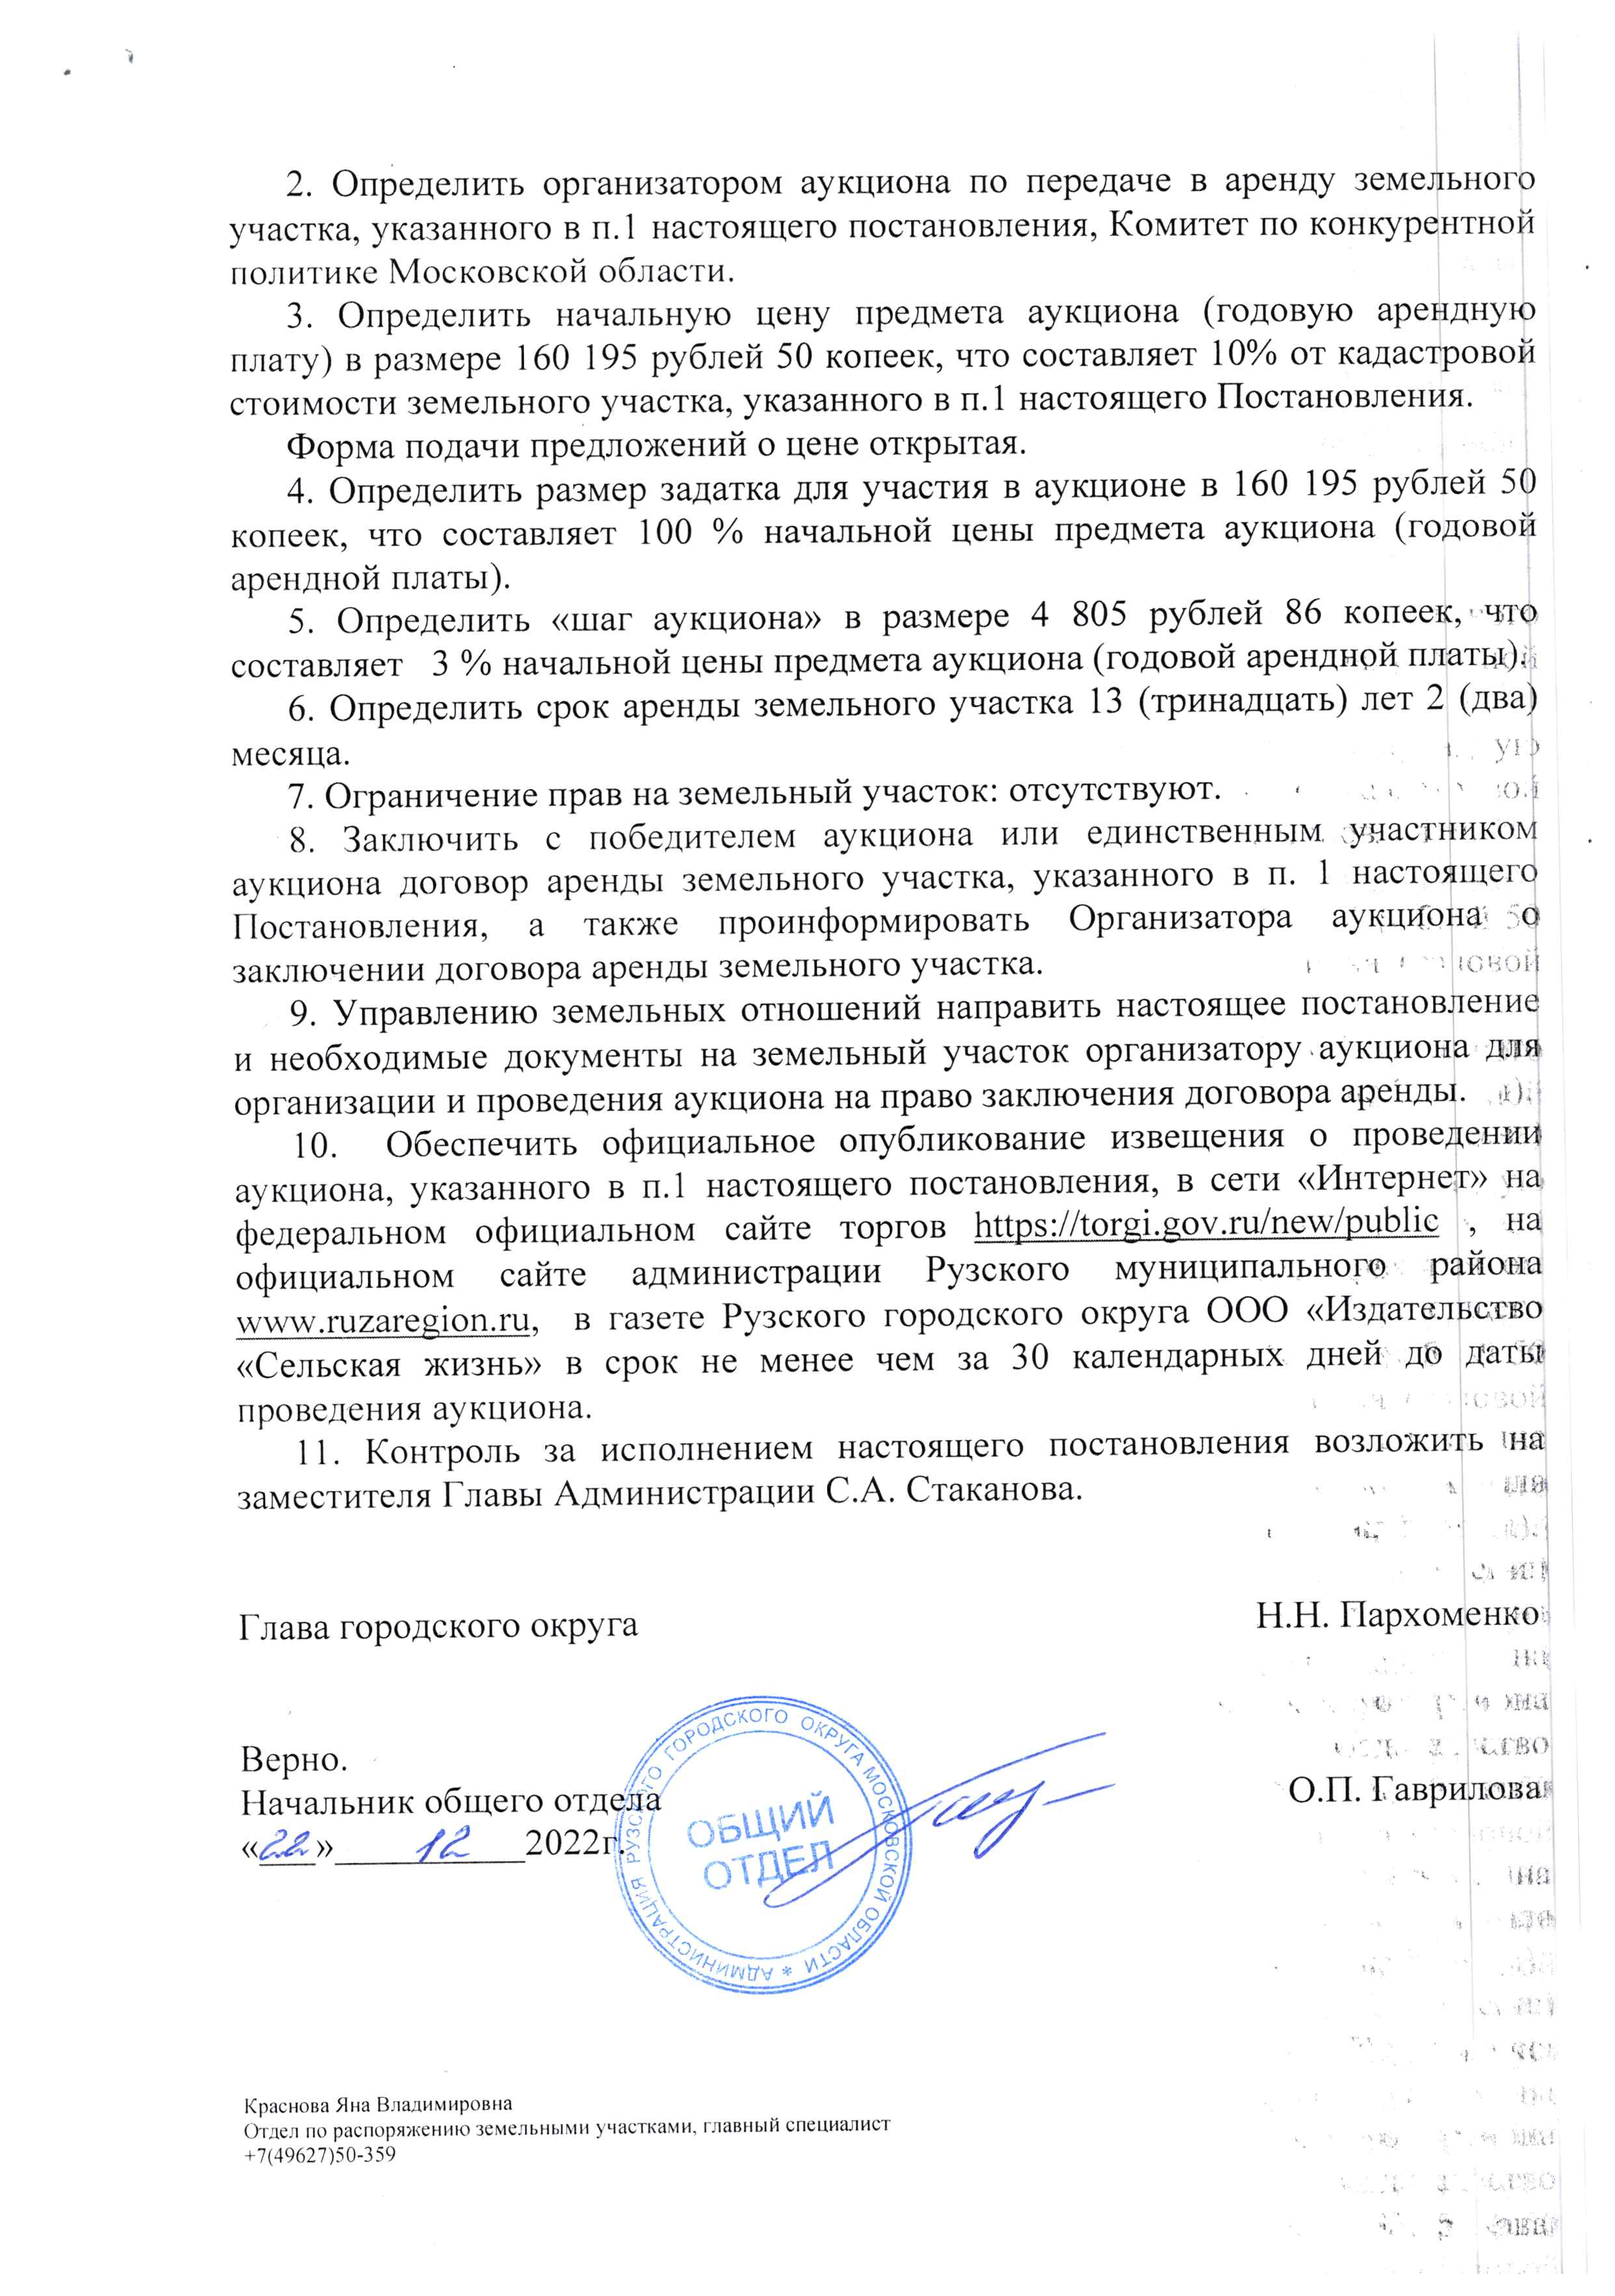 2. Определить организатором аукциона по передаче в аренду земельного
участка, указанного в п.1 настоящего постановления, Комитет по конкурентной
политике Московской области.
3. Определить начальную цену предмета аукциона (годовую арендную
плату) в размере 160 195 рублей 50 копеек, что составляет 10% от кадастровой
стоимости земельного участка, указанного в п.1 настоящего Постановления.
Форма подачи предложений о цене открытая.
4. Определить размер задатка для участия в аукционе в 160 195 рублей 50
копеек, что составляет 100 % начальной цены предмета аукциона (годовой
арендной платы).
5. Определить «шаг аукциона» в размере 4 805 рублей 86 копеек, что
составляет 3 % начальной цены предмета аукциона (годовой арендной платы).
6. Определить срок аренды земельного участка 13 (тринадцать) лет 2 (два)
месяца.
7. Ограничение прав на земельный участок: отсутствуют.
8. Заключить с победителем аукциона или единственным участником
аукциона договор аренды земельного участка, указанного в п. 1 настоящего
Постановления, а также проинформировать Организатора аукциона о
заключении договора аренды земельного участка.
9. Управлению земельных отношений направить настоящее постановление
и необходимые документы на земельный участок организатору аукциона для
организации и проведения аукциона на право заключения договора аренды.
10. Обеспечить официальное опубликование извещения о проведении
аукциона, указанного в п.1 настоящего постановления, в сети «Интернет» на
федеральном официальном сайте торгов https://torgi.gov.ru/new/public , на
официальном сайте администрации Рузского муниципального района
www.ruzaregion.ru, в газете Рузского городского округа ООО «Издательство
«Сельская жизнь» в срок не менее чем за 30 календарных дней до даты
проведения аукциона.
11. Контроль за исполнением настоящего постановления возложить на
заместителя Главы Администрации С.А. Стаканова.
Глава городского округа Н.Н. Пархоменко
Верно.
Начальник общего отдела О.П. Гаврилова
«22» 12 2022г.
АДМИНИСТРАЦИЯ РУЗСКОГО ГОРОДСКОГО ОКРУГА МОСКОВСКОЙ ОБЛАСТИ *
ОБЩИЙ
ОТДЕЛ
Краснова Яна Владимировна
Отдел по распоряжению земельными участками, главный специалист
+7(49627)50-359